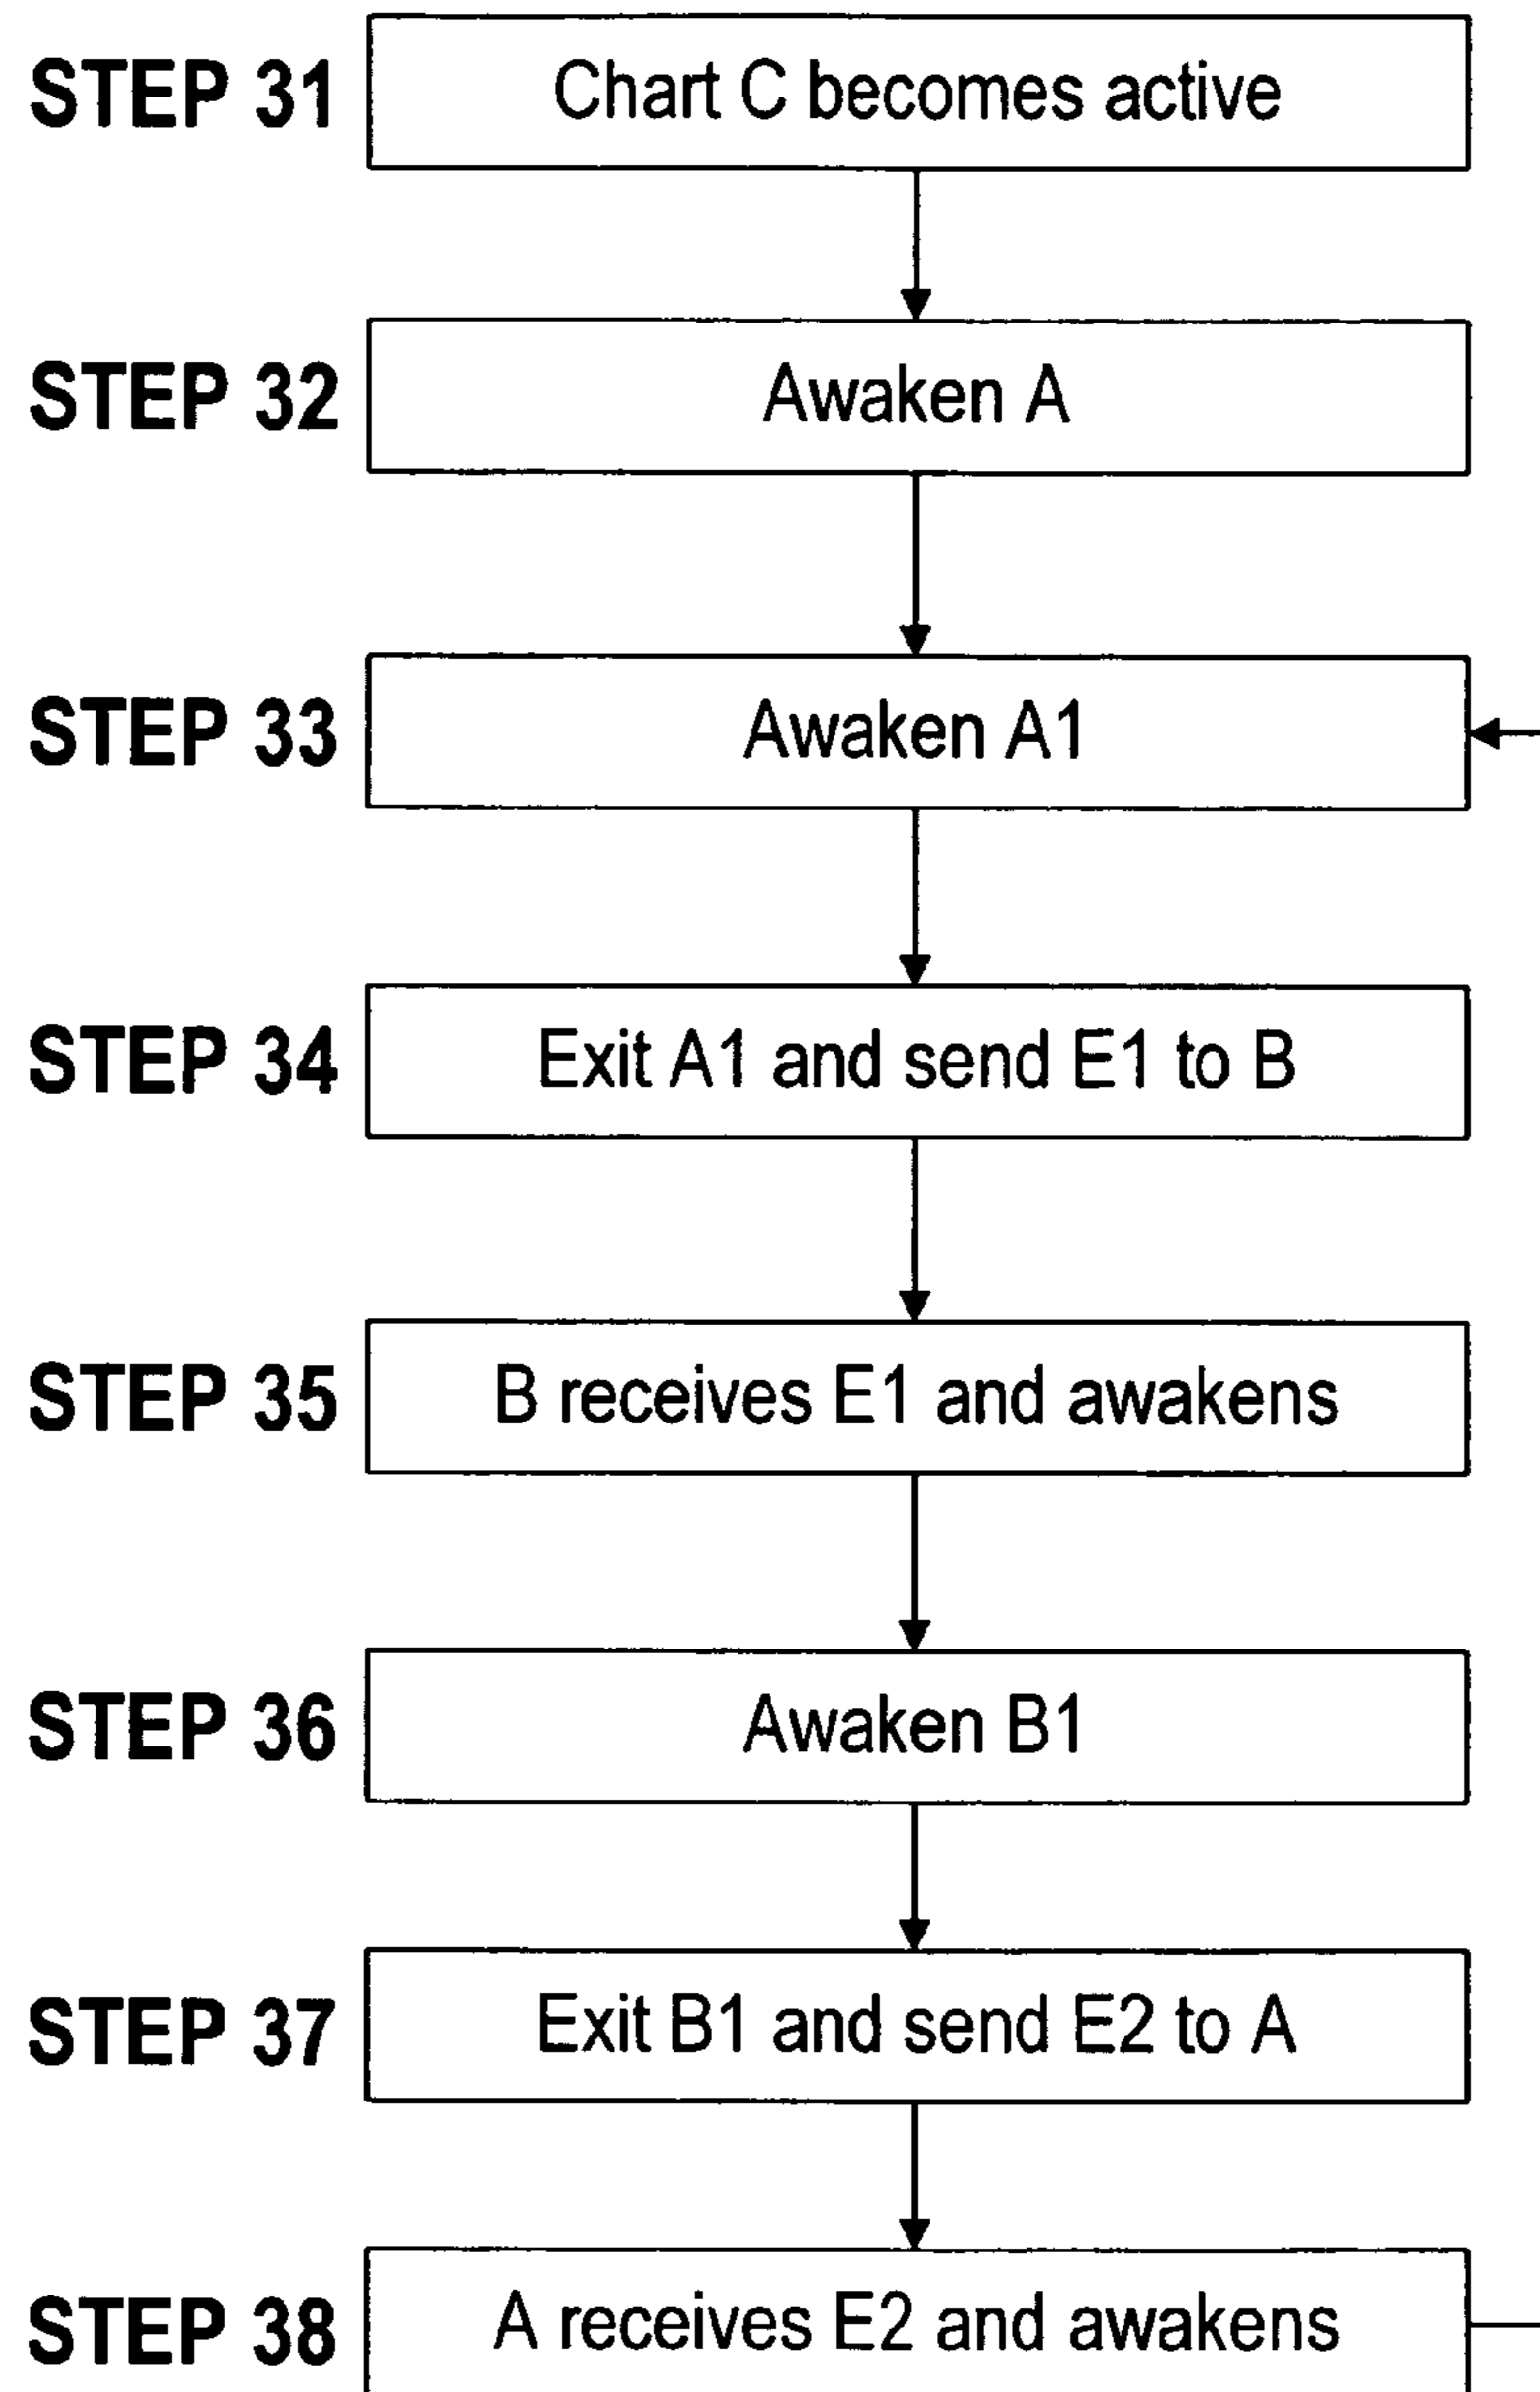 STEP 31 Chart C becomes active
STEP 32 Awaken A
STEP 33 Awaken A1
STEP 34 Exit A1 and send E1 to B
STEP 35 B receives E1 and awakens
STEP 36 Awaken B1
STEP 37 Exit B1 and send E2 to A
STEP 38 A receives E2 and awakens